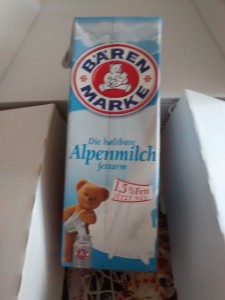 BÄREN
MARKE
Die haltbare
Alpenmilch
fettarm
1,5% Fett